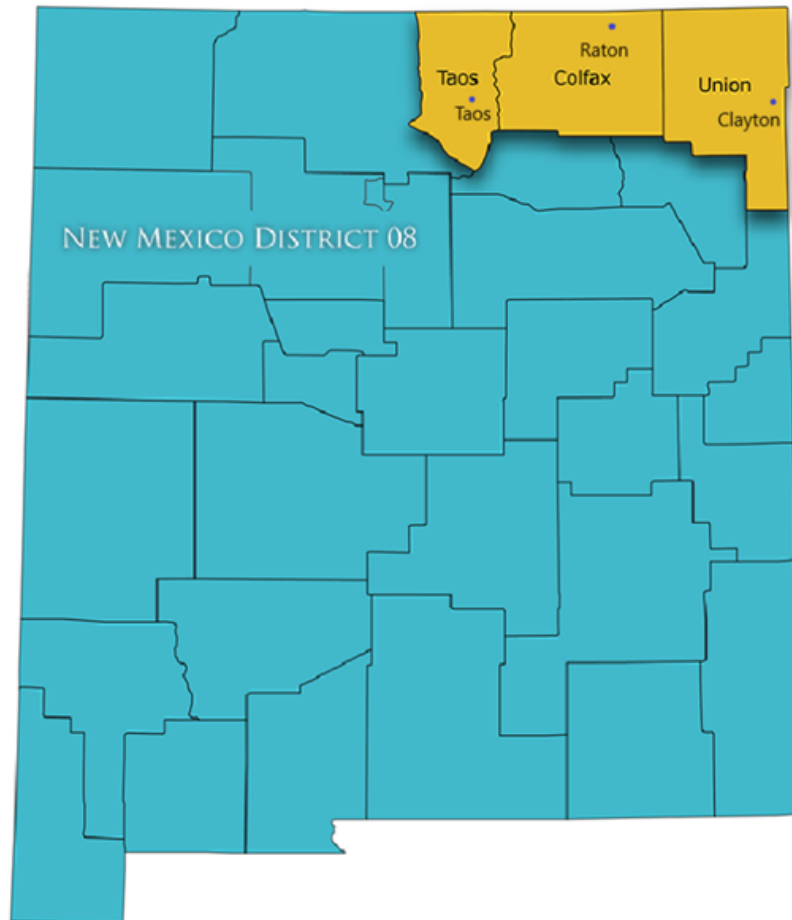 Raton
Taos
Colfax
Union
Taos
Clayton
NEW MEXICO DISTRICT 08